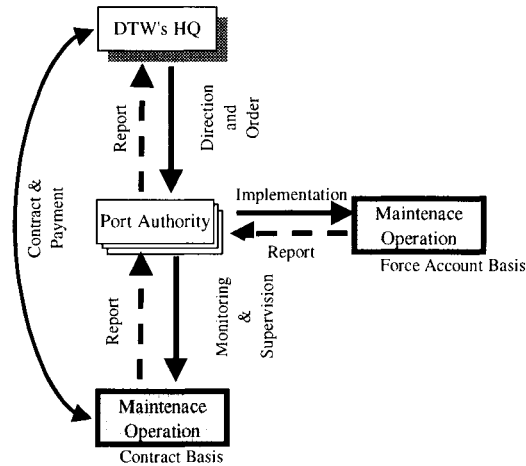 DTW's HQ
Report
Direction
and
Order
Contract &
Payment
Port Authority
Implementation
Report
Maintenace
Operation
Force Account Basis
Report
Monitoring
&
Supervision
Maintenace
Operation
Contract Basis